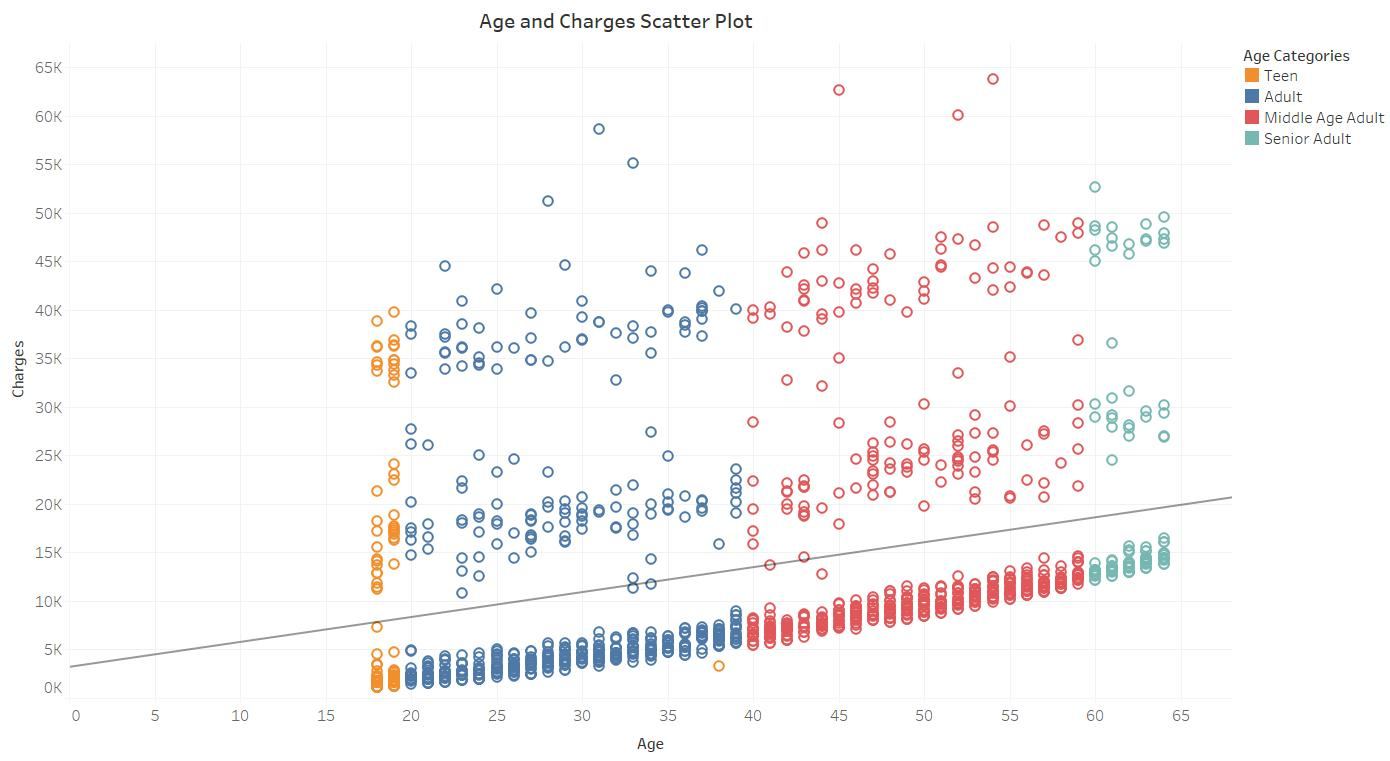 Age and Charges Scatter Plot
Age Categories
Teen
Adult
Middle Age Adult
Senior Adult
Charges
65K
60K
55K
50K
45K
40K
35K
30K
25K
20K
15K
10K
5K
0K
0 5 10 15 20 25 30 35 40 45 50 55 60 65
Age